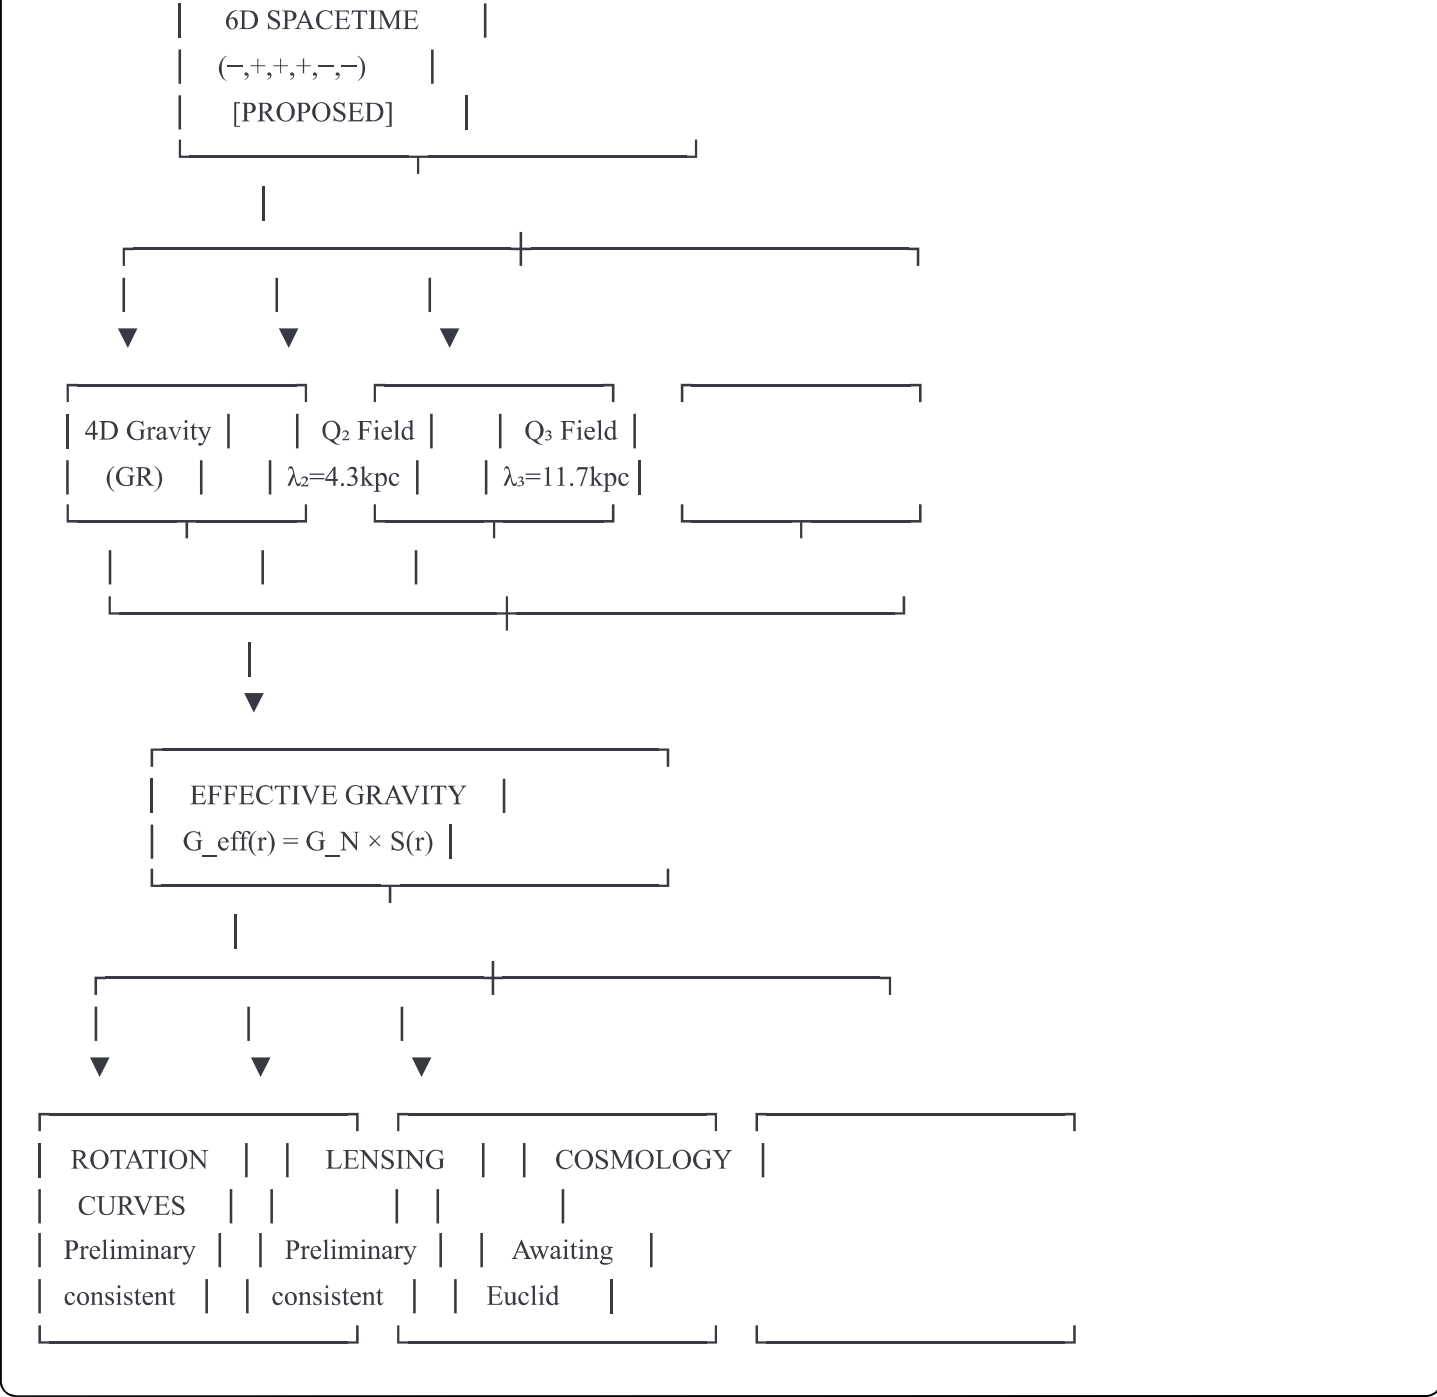 6D SPACETIME
(−,+,+,+,−,−)
[PROPOSED]
4D Gravity Q₂ Field Q₃ Field
(GR) λ₂=4.3kpc λ₃=11.7kpc
EFFECTIVE GRAVITY
G_eff(r) = G_N × S(r)
ROTATION LENSING COSMOLOGY
CURVES
Preliminary Preliminary Awaiting
consistent consistent Euclid